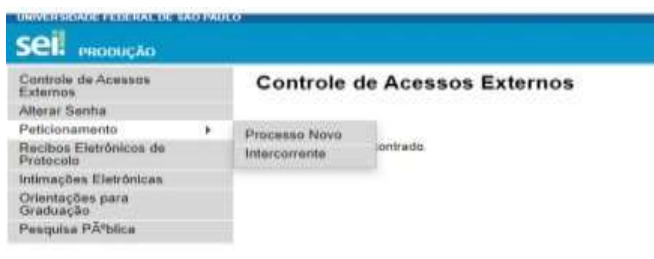 UNIVERSIDADE FEDERAL DE SÃO PAULO
sei! PRODUÇÃO
Controle de Acessos
Externos
Alterar Senha
Peticionamento
Recibos Eletrônicos de
Protocolo
Intimações Eletrônicas
Orientações para
Graduação
Pesquisa PÃºblica
Controle de Acessos Externos
Processo Novo
Intercorrente
ontrado.